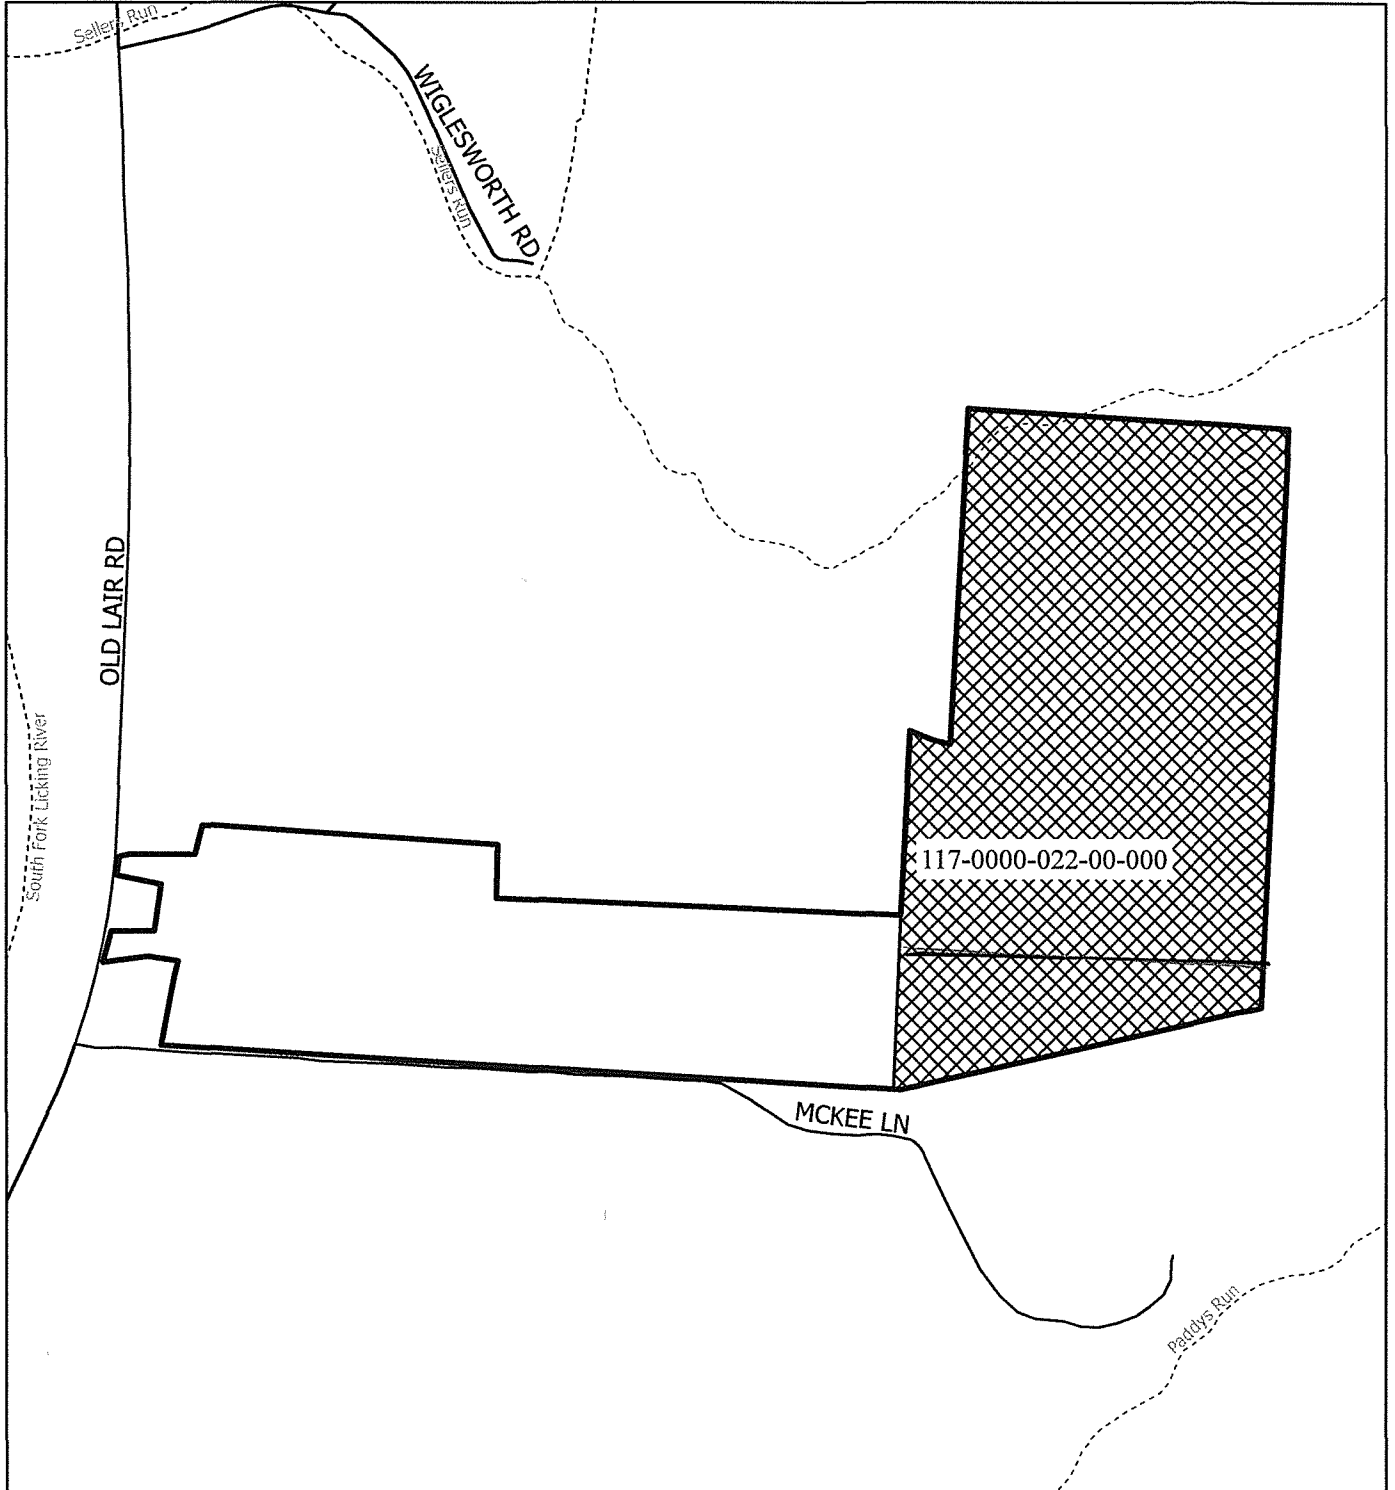 Sellers Run
WIGLESWORTH RD
Sellers Run
OLD LAIR RD
South Fork Licking River
117-0000-022-00-000
MCKEE LN
Paddys Run